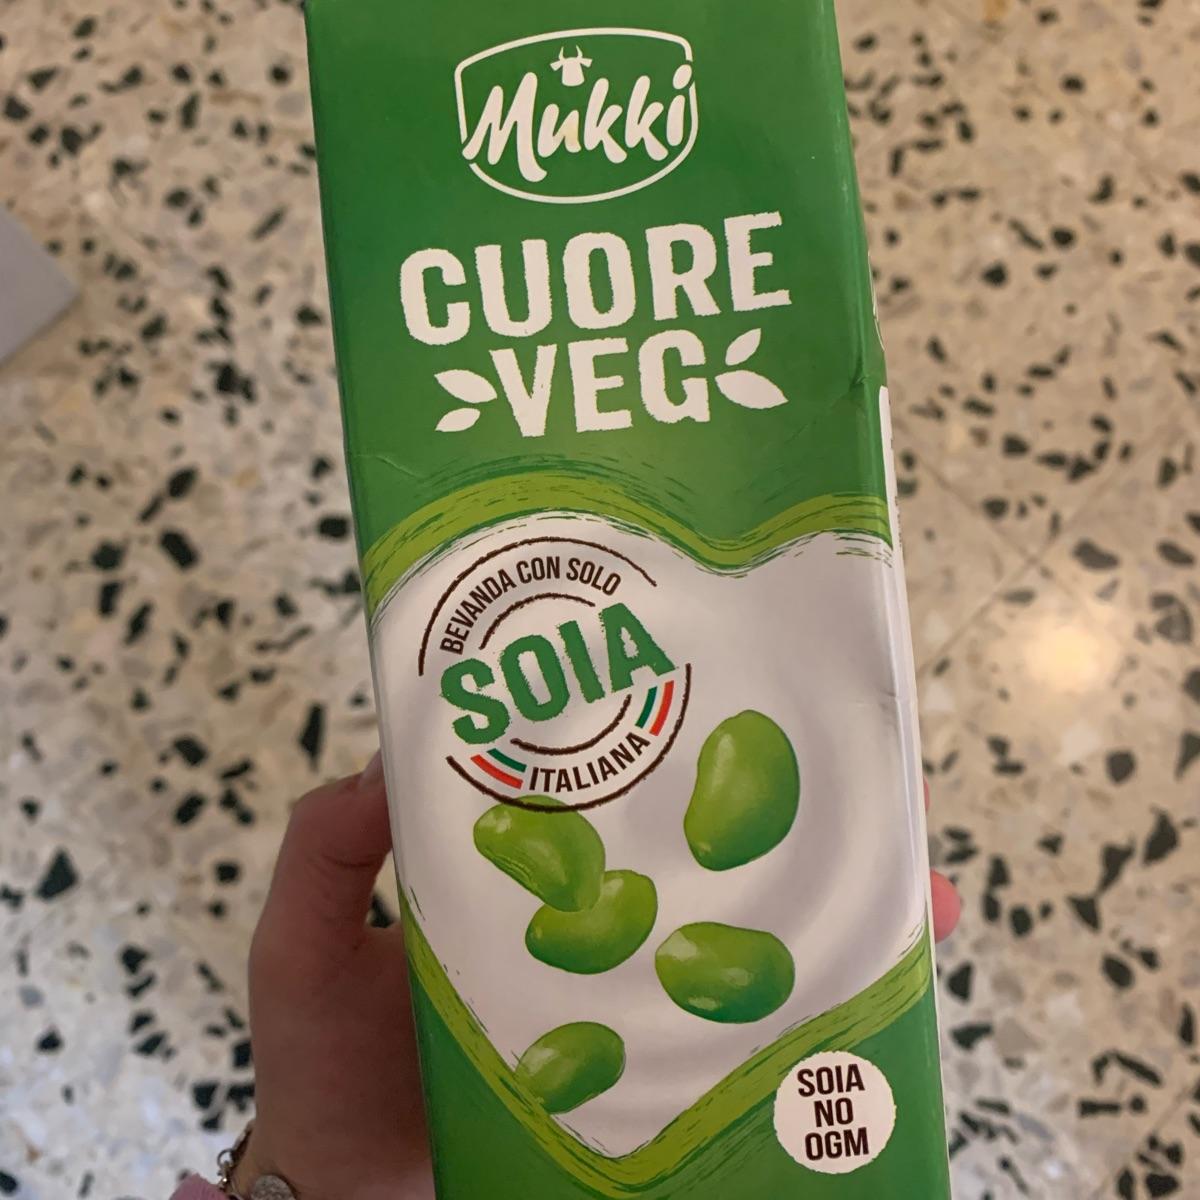 Mukki
CUORE
VEG
BEVANDA CON SOLO
SOIA
ITALIANA
SOIA
NO
OGM